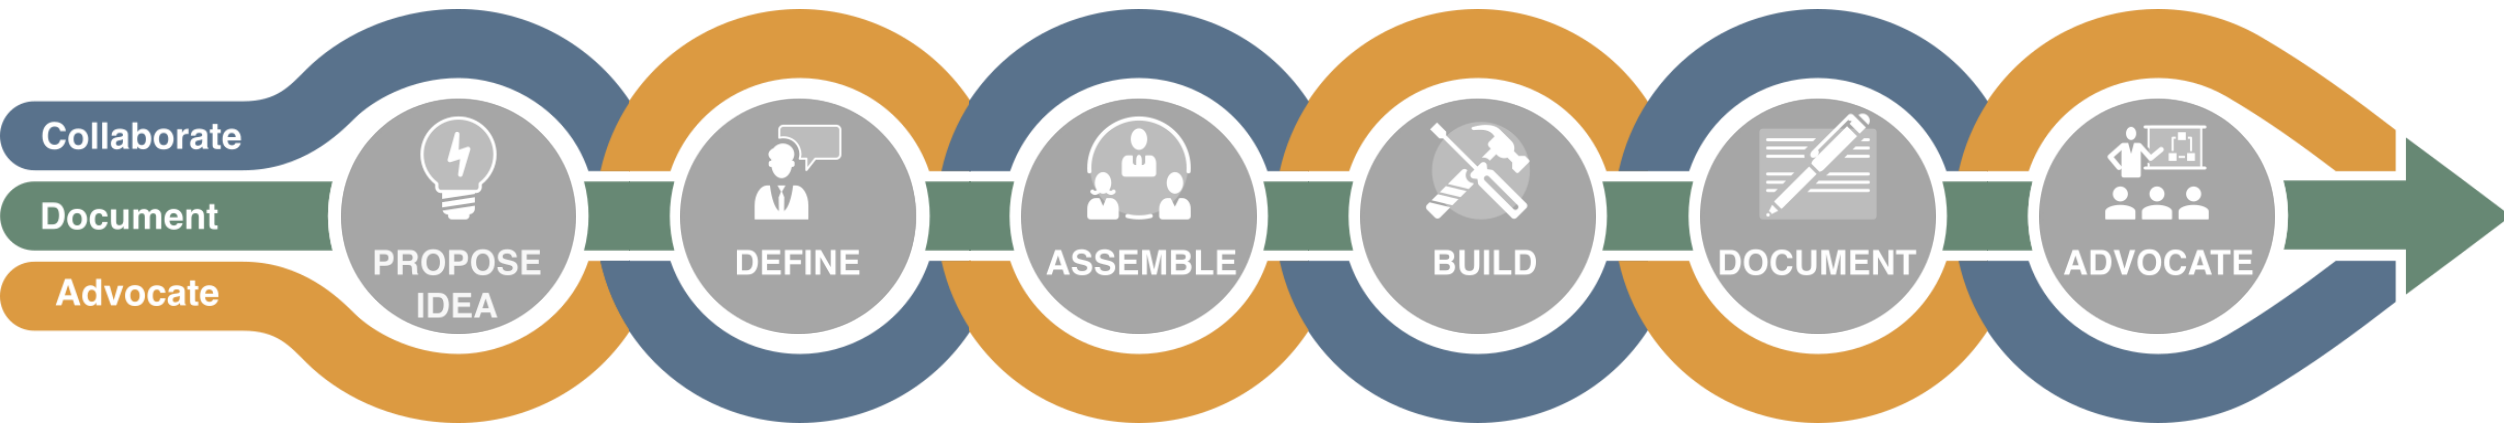 Collaborate
Document
Advocate
PROPOSE
IDEA
DEFINE
ASSEMBLE
BUILD
DOCUMENT
ADVOCATE